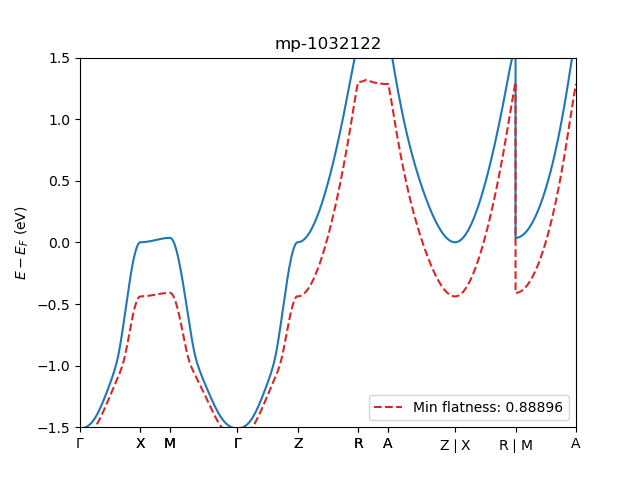 mp-1032122
E − E_F (eV)
1.5
1.0
0.5
0.0
−0.5
−1.0
−1.5
Min flatness: 0.88896
Γ X M Γ Z R A Z | X R | M A